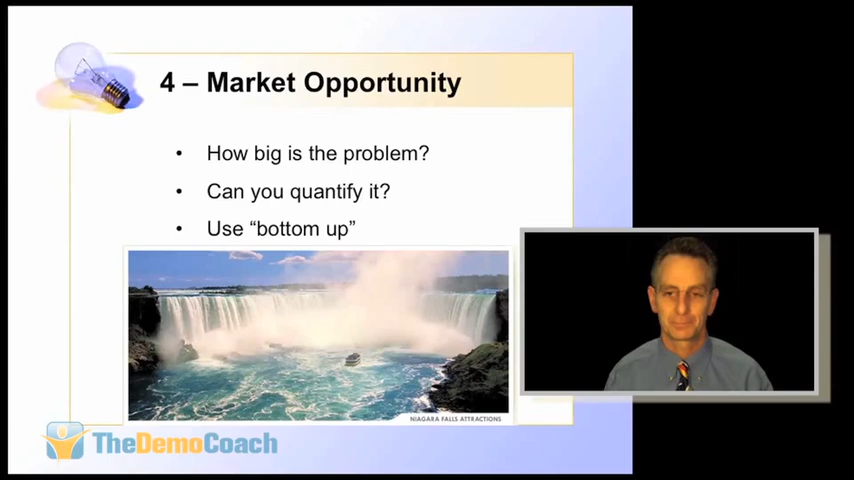 4 – Market Opportunity
• How big is the problem?
• Can you quantify it?
• Use “bottom up”
NIAGARA FALLS ATTRACTIONS
TheDemoCoach